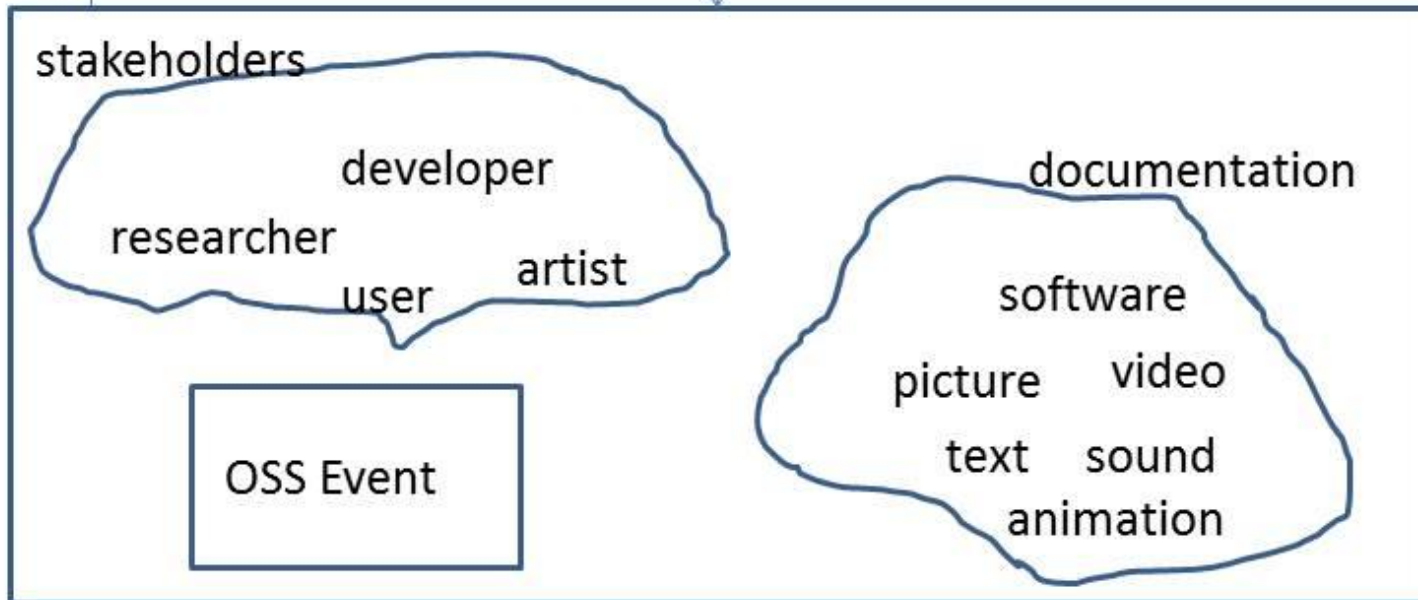 stakeholders
developer
researcher
artist
user
OSS Event
documentation
software
picture video
text sound
animation